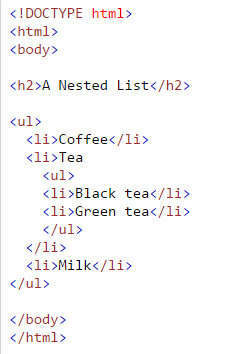 <!DOCTYPE html>
<html>
<body>

<h2>A Nested List</h2>

<ul>
  <li>Coffee</li>
  <li>Tea
    <ul>
    <li>Black tea</li>
    <li>Green tea</li>
    </ul>
  </li>
  <li>Milk</li>
</ul>

</body>
</html>